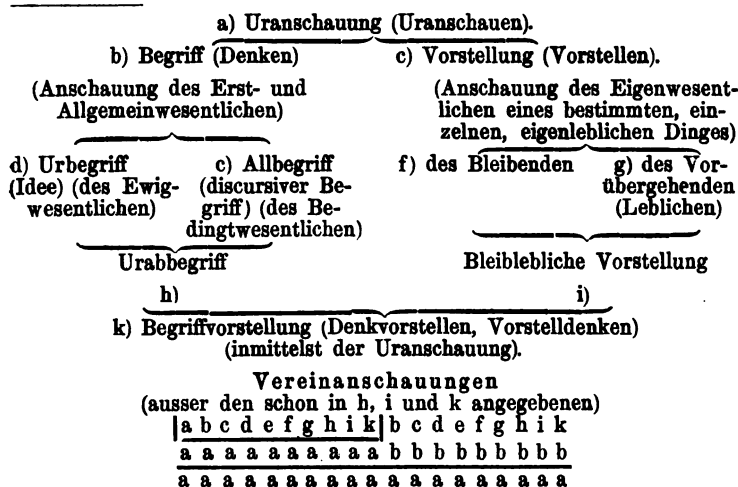 a) Uranschauung (Uranschauen).
b) Begriff (Denken) c) Vorstellung (Vorstellen).
(Anschauung des Erst- und
Allgemeinwesentlichen)
(Anschauung des Eigenwesent-
lichen eines bestimmten, ein-
zelnen, eigenleblichen Dinges)
d) Urbegriff
(Idee) (des Ewig-
wesentlichen)
c) Allbegriff
(discursiver Be-
griff) (des Be-
dingtwesentlichen)
f) des Bleibenden
g) des Vor-
übergehenden
(Leblichen)
Urabbegriff
Bleiblebliche Vorstellung
h) i)
k) Begriffvorstellung (Denkvorstellen, Vorstelldenken)
(inmittelst der Uranschauung).
Vereinanschauungen
(ausser den schon in h, i und k angegebenen)
|a b c d e f g h i k| b c d e f g h i k
a a a a a a a a a a b b b b b b b b b
a a a a a a a a a a a a a a a a a a a